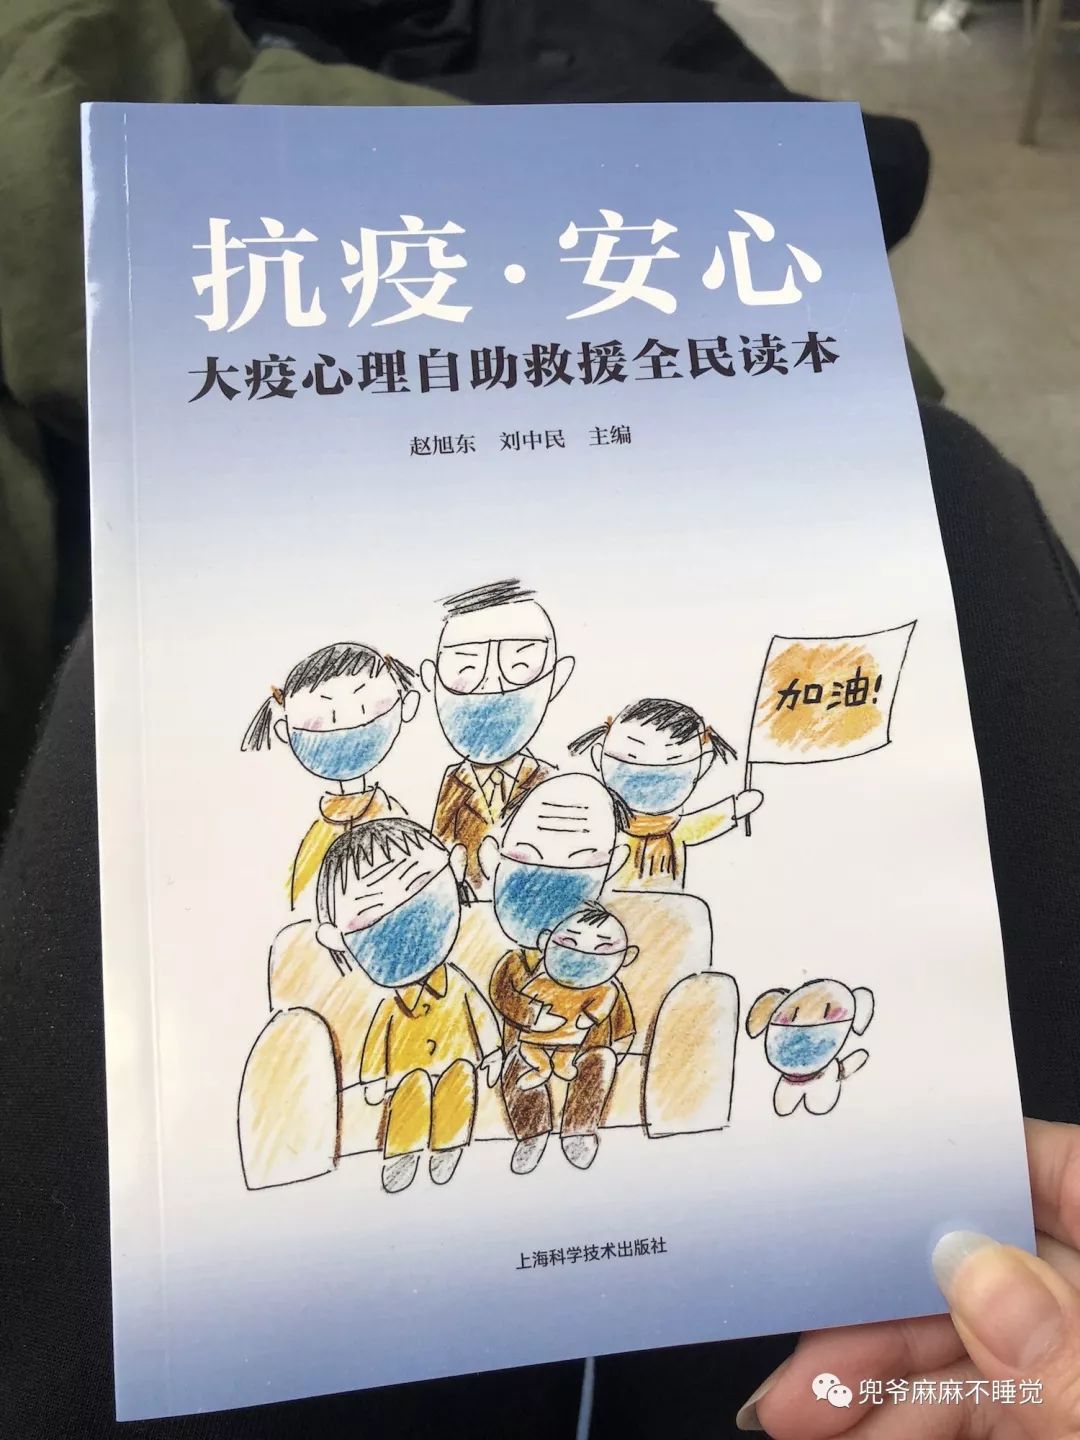 抗疫·安心
大疫心理自助救援全民读本
赵旭东 刘中民 主编
加油!
上海科学技术出版社
兜爷麻麻不睡觉